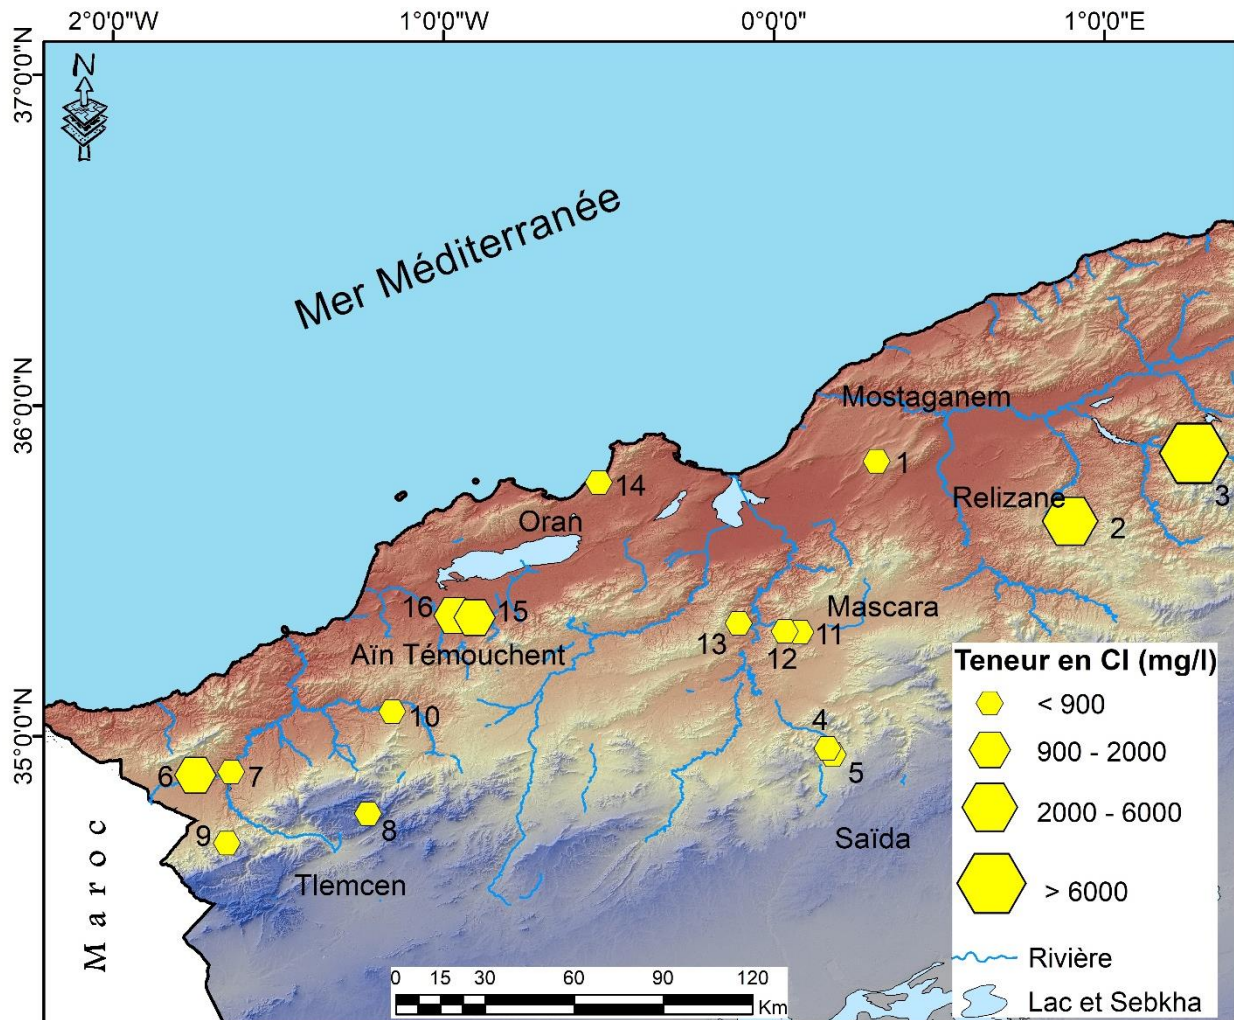 2°0'0"W 1°0'0"W 0°0'0" 1°0'0"E
37°0'0"N
N
Mer Méditerranée
36°0'0"N
Mostaganem
1
3
14
Relizane
2
Oran
16
15
13
12
11
Mascara
Aïn Témouchent
10
35°0'0"N
4
5
6
7
8
9
Saïda
Tlemcen
Maroc
Teneur en Cl (mg/l)
< 900
900 - 2000
2000 - 6000
> 6000
Rivière
Lac et Sebkha
0 15 30 60 90 120
Km